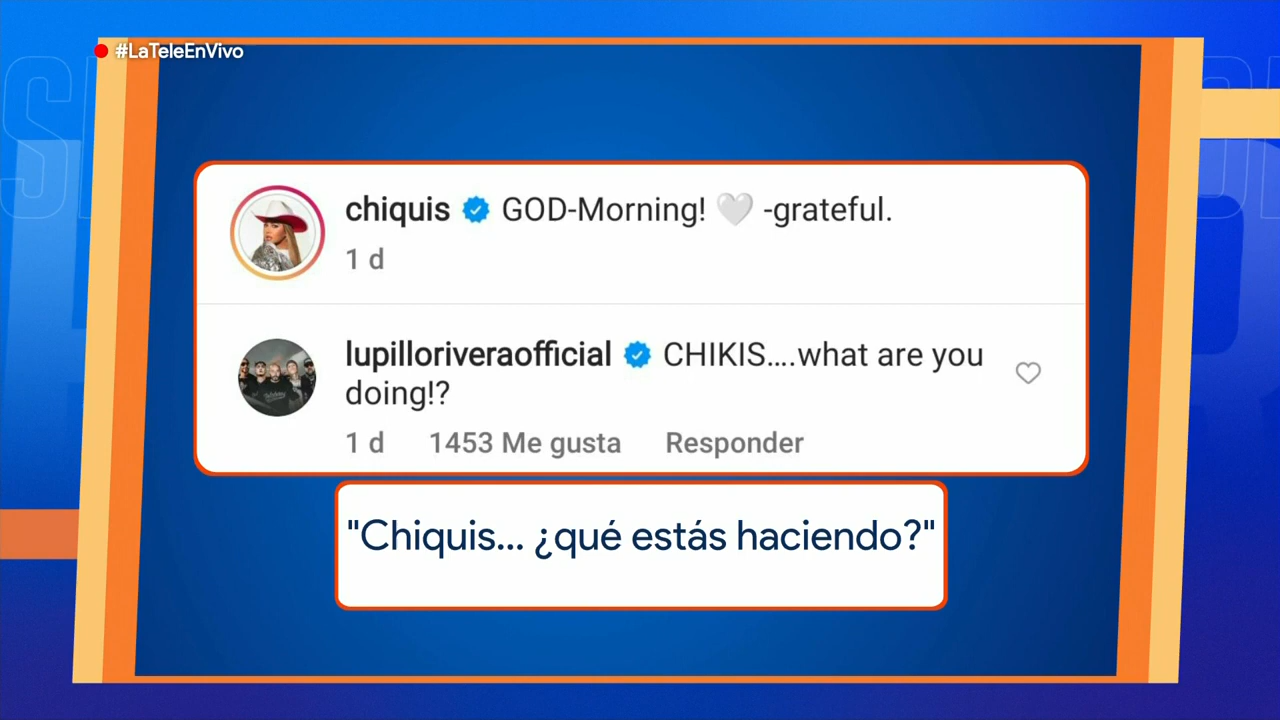 #LaTeleEnVivo
chiquis GOD-Morning! 🤍 -grateful.
1 d
lupilloriveraofficial CHIKIS....what are you
doing!?
1 d 1453 Me gusta Responder
"Chiquis... ¿qué estás haciendo?"